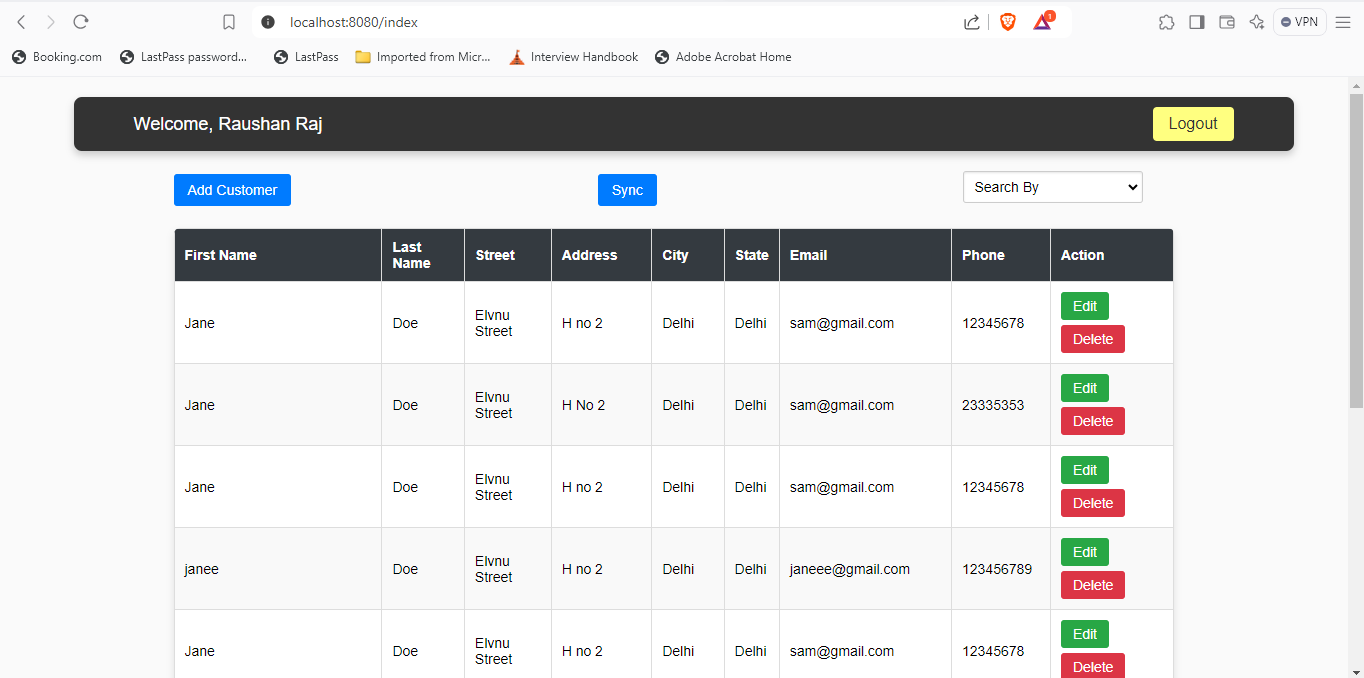 localhost:8080/index
1
VPN
Booking.com
LastPass password...
LastPass
Imported from Micr...
Interview Handbook
Adobe Acrobat Home
Welcome, Raushan Raj
Logout
Add Customer
Sync
Search By
First Name
Last
Name
Street
Address
City
State
Email
Phone
Action
Jane
Doe
Elvnu
Street
H no 2
Delhi
Delhi
sam@gmail.com
12345678
Edit
Delete
Jane
Doe
Elvnu
Street
H No 2
Delhi
Delhi
sam@gmail.com
23335353
Edit
Delete
Jane
Doe
Elvnu
Street
H no 2
Delhi
Delhi
sam@gmail.com
12345678
Edit
Delete
janee
Doe
Elvnu
Street
H no 2
Delhi
Delhi
janeee@gmail.com
123456789
Edit
Delete
Jane
Doe
Elvnu
Street
H no 2
Delhi
Delhi
sam@gmail.com
12345678
Edit
Delete